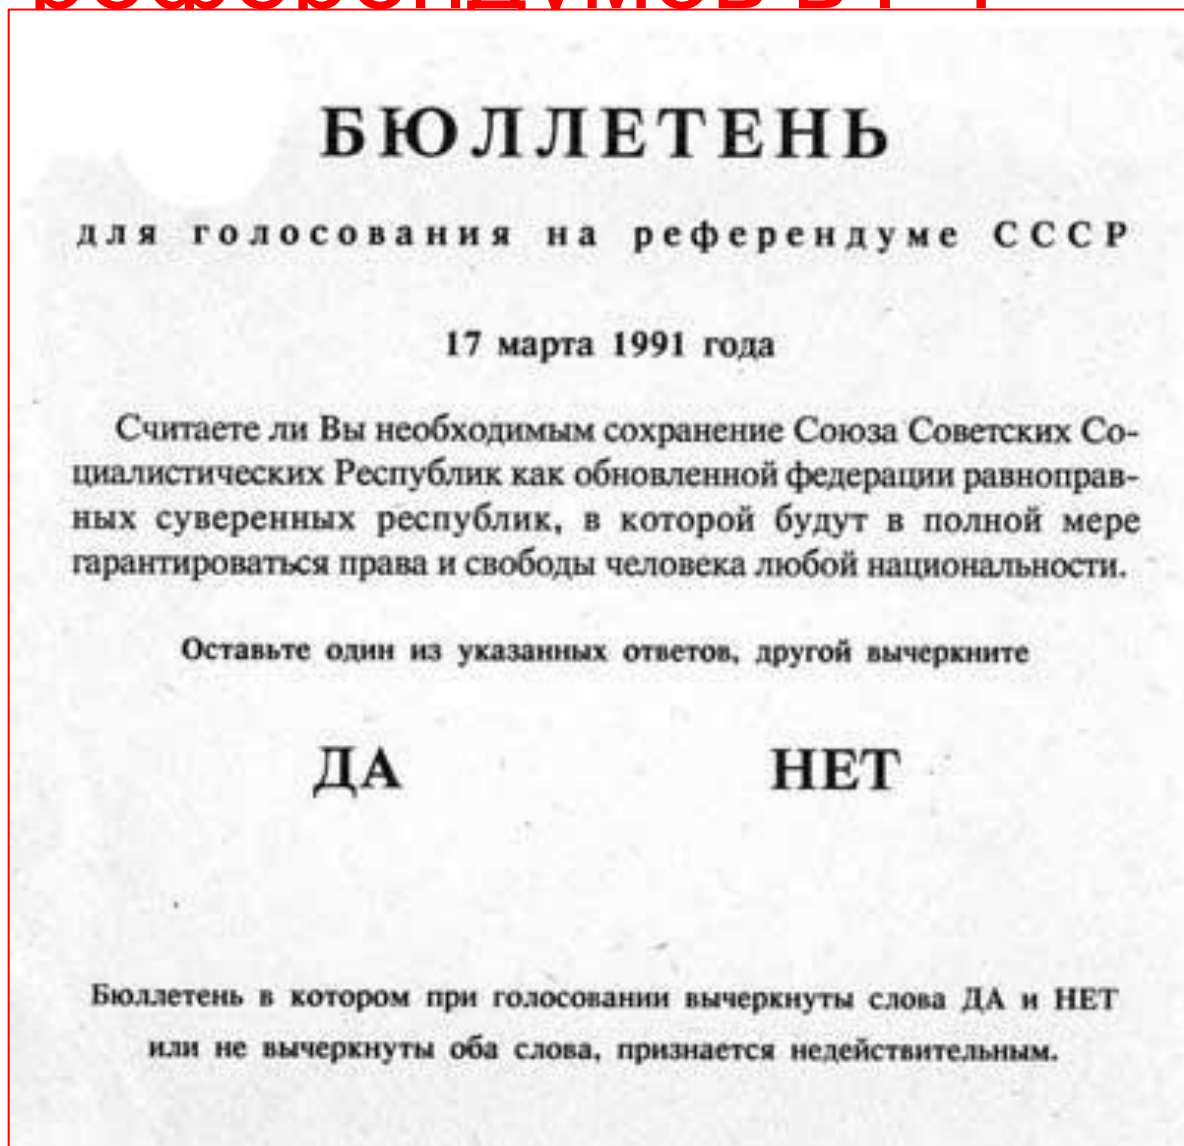 референдумов в РФ
БЮЛЛЕТЕНЬ
для голосования на референдуме СССР
17 марта 1991 года
Считаете ли Вы необходимым сохранение Союза Советских Со-
циалистических Республик как обновленной федерации равноправ-
ных суверенных республик, в которой будут в полной мере
гарантироваться права и свободы человека любой национальности.
Оставьте один из указанных ответов, другой вычеркните
ДА НЕТ
Бюллетень в котором при голосовании вычеркнуты слова ДА и НЕТ
или не вычеркнуты оба слова, признается недействительным.